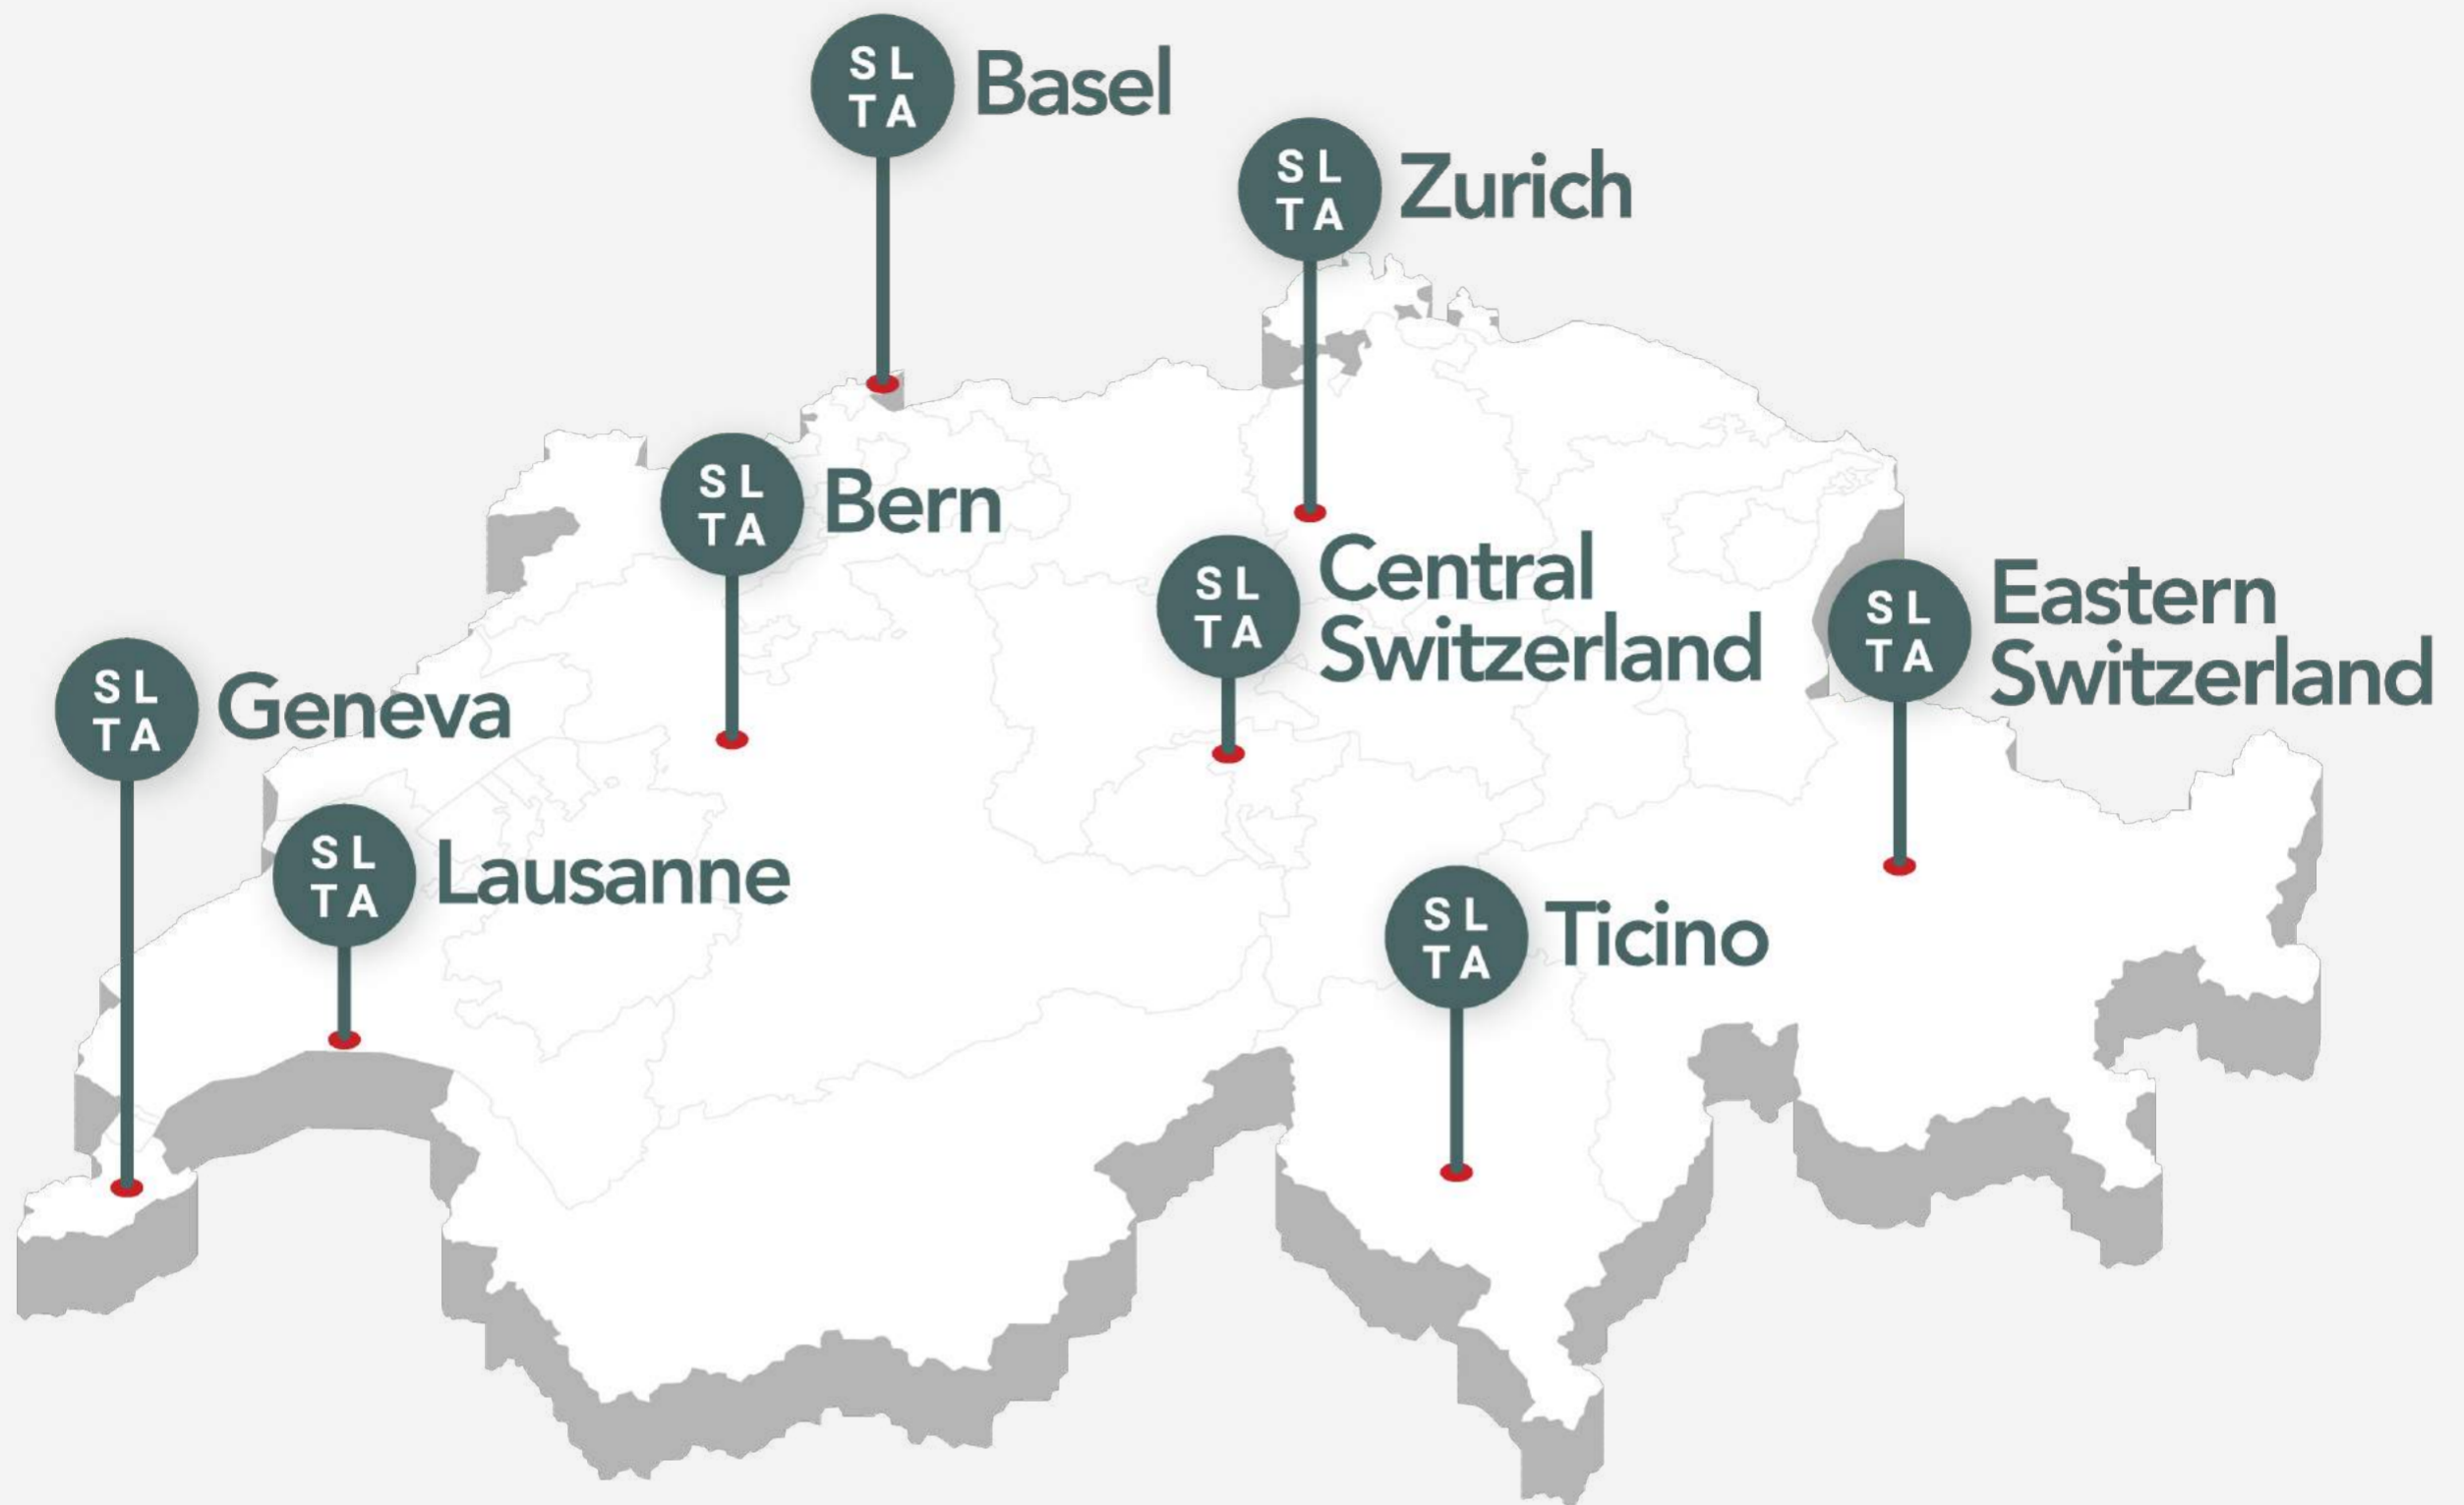 S L
T A
Basel
S L
T A
Zurich
S L
T A
Bern
S L
T A
Central
Switzerland
S L
T A
Eastern
Switzerland
S L
T A
Geneva
S L
T A
Lausanne
S L
T A
Ticino